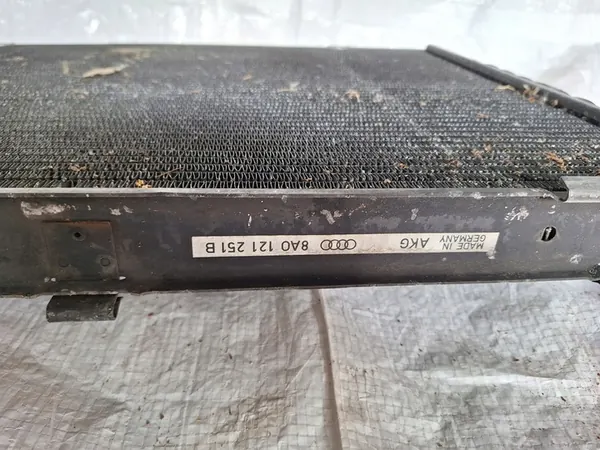 8A0 121 251 B
AKG
MADE IN
GERMANY